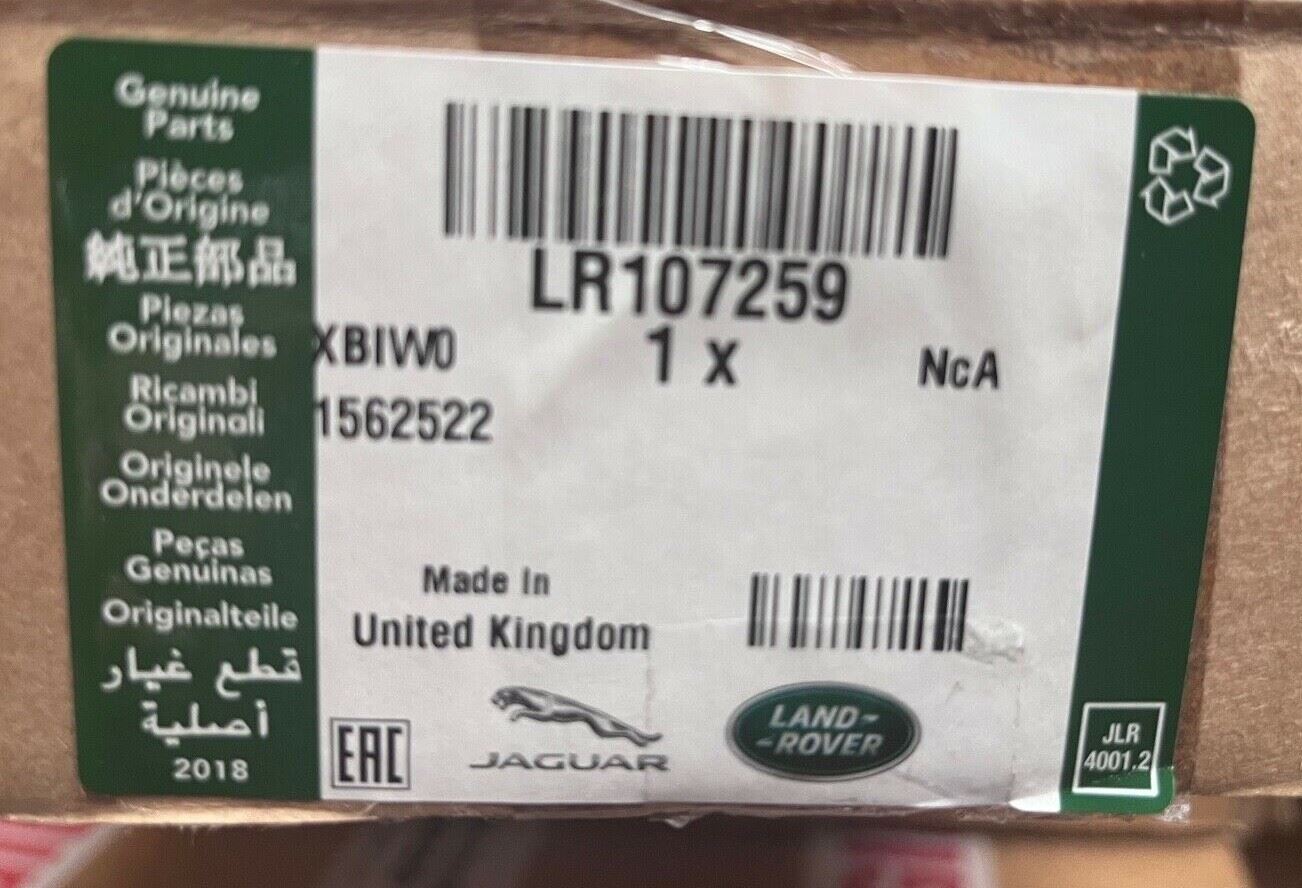 Genuine
Parts
Pièces
d'Origine
純正部品
Piezas
Originales
Ricambi
Originali
Originele
Onderdelen
Peças
Genuinas
Originalteile
قطع غيار
أصلية
2018
LR107259
XBIW0
1 x
NcA
1562522
Made In
United Kingdom
EAC
JAGUAR
LAND-
-ROVER
JLR
4001.2